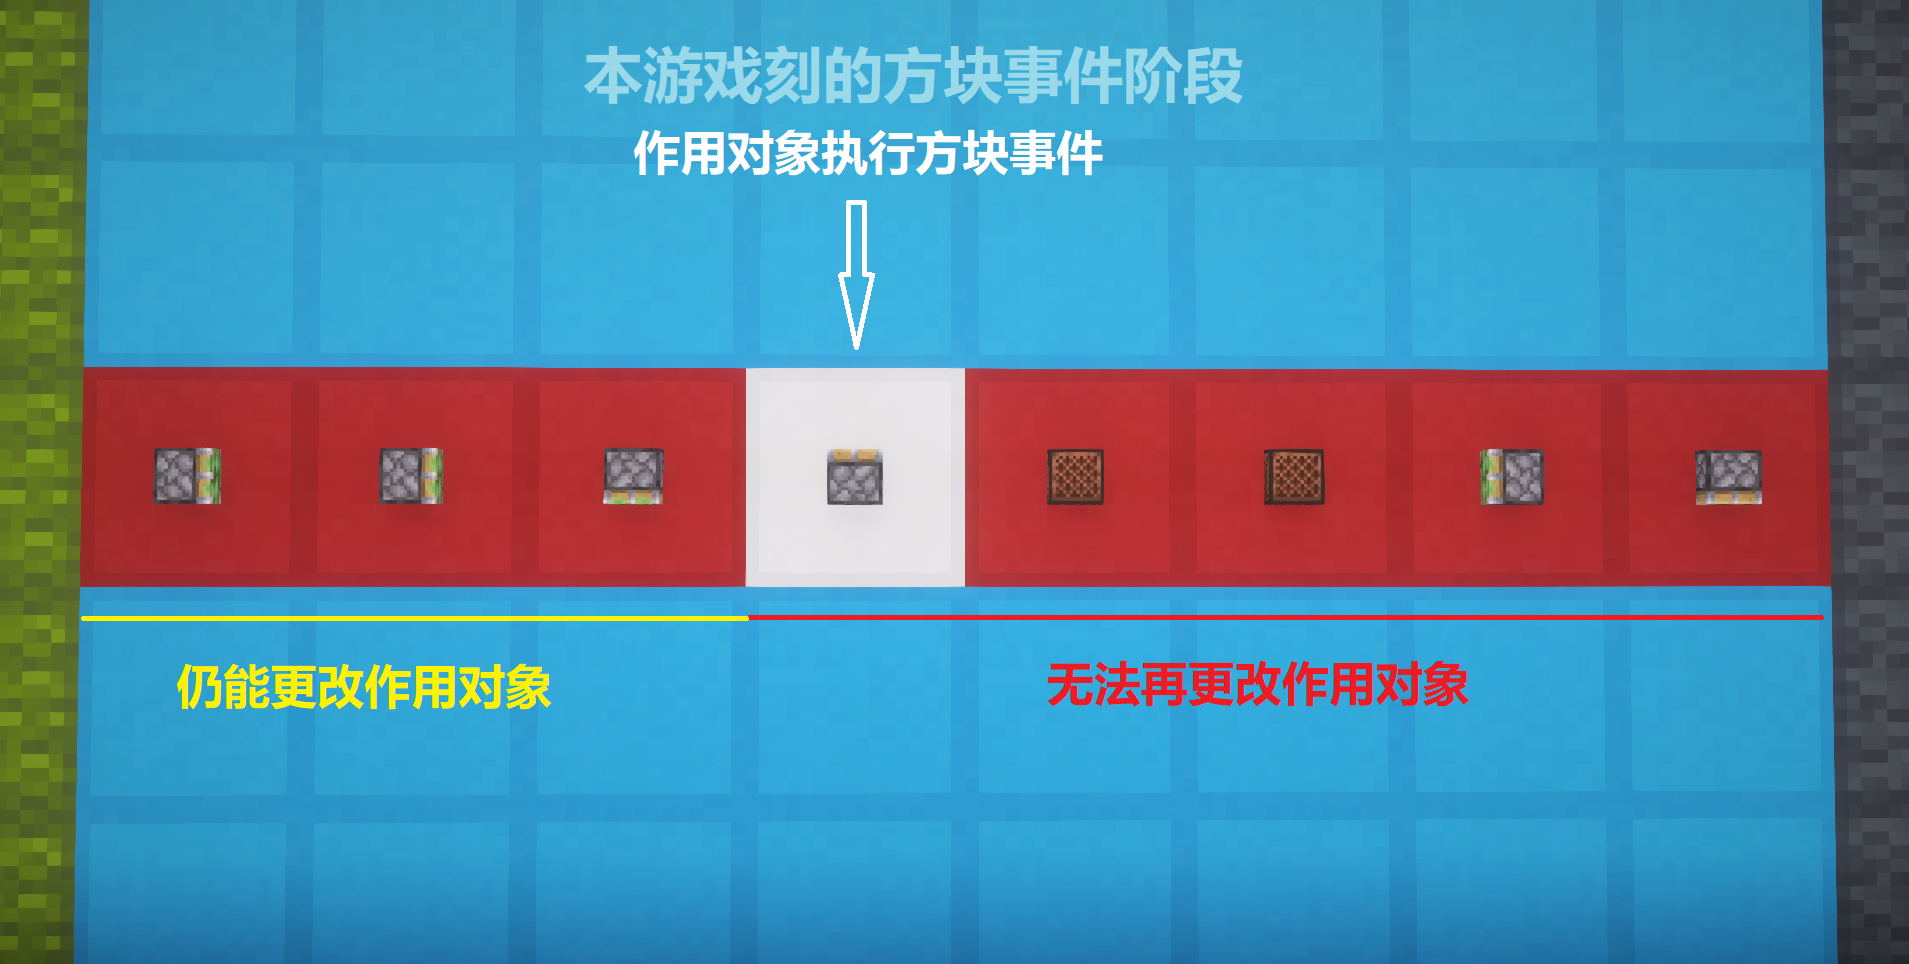 本游戏刻的方块事件阶段
作用对象执行方块事件
仍能更改作用对象
无法再更改作用对象